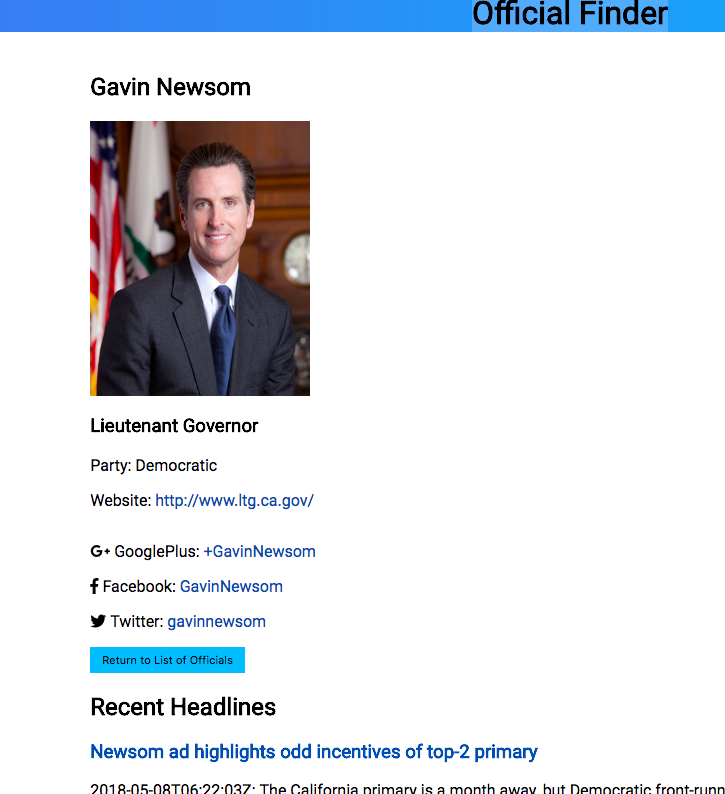 Official Finder
Gavin Newsom
Lieutenant Governor
Party: Democratic
Website: http://www.ltg.ca.gov/
G+ GooglePlus: +GavinNewsom
Facebook: GavinNewsom
Twitter: gavinnewsom
Return to List of Officials
Recent Headlines
Newsom ad highlights odd incentives of top-2 primary
2018-05-08T06:22:03Z: The California primary is a month away, but Democratic front-runn